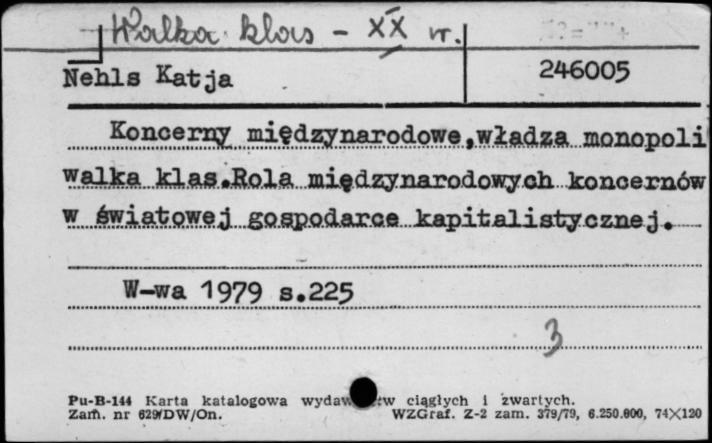 Walka klas - XX w.
Nehls Katja 246005
Koncerny międzynarodowe,władza monopoli
walka klas.Rola międzynarodowych koncernów
w światowej gospodarce kapitalistycznej.
W-wa 1979 s.225
3
Pu-B-144 Karta katalogowa ciągłych i zwartych.
Zam. nr 629/DW/On. WZGraf. Z-2 zam. 379/79, 6.250.000, 74×120